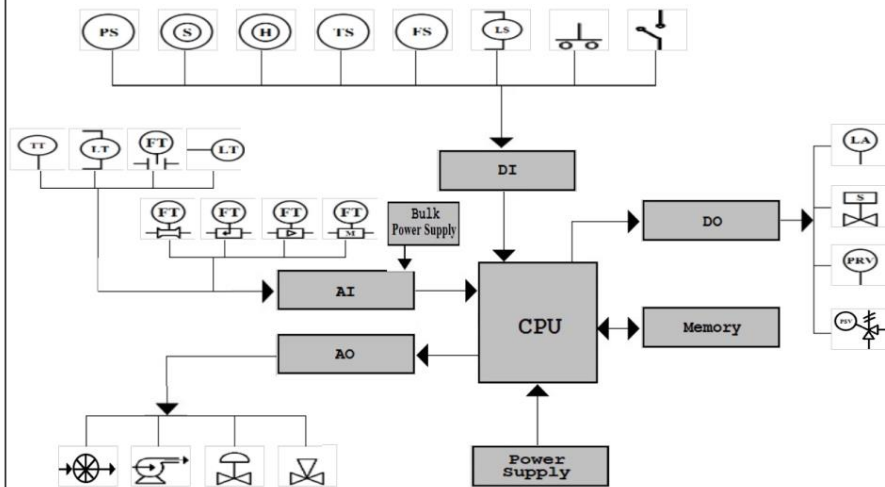 PS
S
H
TS
FS
LS
TT
LT
FT
LT
FT
FT
FT
FT
M
Bulk
Power Supply
DI
AI
AO
CPU
DO
Memory
Power
Supply
LA
S
PRV
PSV